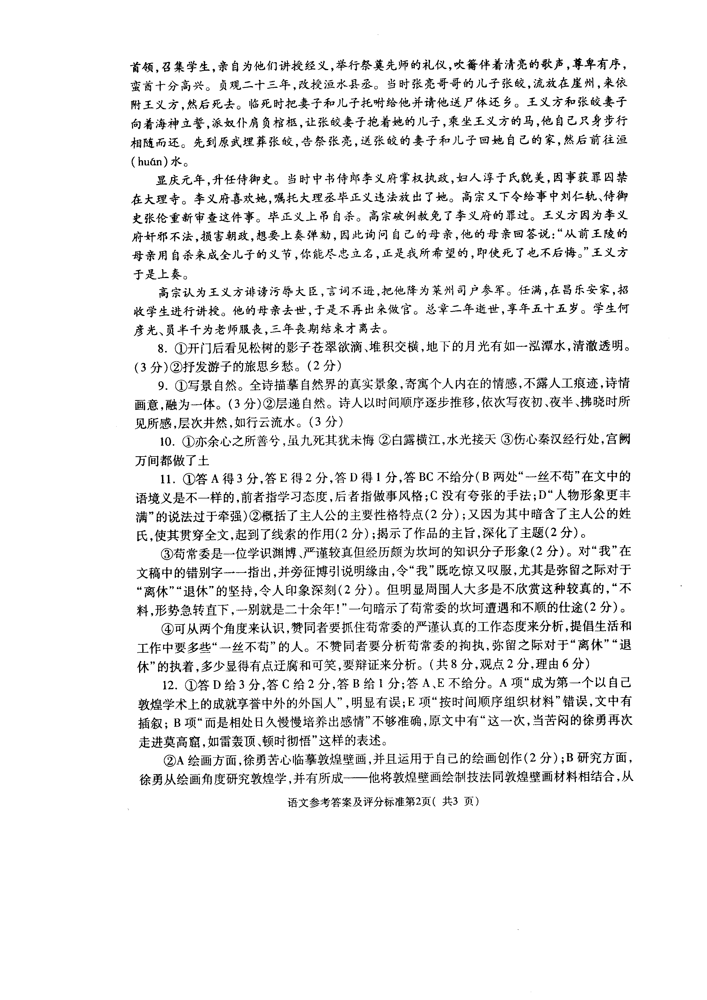 首领,召集学生,亲自为他们讲授经义,举行祭奠先师的礼仪,吹籥伴着清亮的歌声,尊卑有序,
蛮酋十分高兴。贞观二十三年,改授洹水县丞。当时张亮哥哥的儿子张皎,流放在崖州,来依
附王义方,然后死去。临死时把妻子和儿子托咐给他并请他送尸体还乡。王义方和张皎妻子
向着海神立誓,派奴仆肩负棺柩,让张皎妻子抱着她的儿子,乘坐王义方的马,他自己只身步行
相随而还。先到原武埋葬张皎,告祭张亮,送张皎的妻子和儿子回她自己的家,然后前往洹
(huán)水。
显庆元年,升任侍御史。当时中书侍郎李义府掌权执政,妇人淳于氏貌美,因事获罪囚禁
在大理寺。李义府喜欢她,嘱托大理丞毕正义违法放出了她。高宗又下令给事中刘仁轨、侍御
史张伦重新审查这件事。毕正义上吊自杀。高宗破例赦免了李义府的罪过。王义方因为李义
府奸邪不法,损害朝政,想要上奏弹劾,因此询问自己的母亲,他的母亲回答说:“从前王陵的
母亲用自杀来成全儿子的义节,你能尽忠立名,正是我所希望的,即使死了也不后悔。”王义方
于是上奏。
高宗认为王义方诽谤污辱大臣,言词不逊,把他降为莱州司户参军。任满,在昌乐安家,招
收学生进行讲授。他的母亲去世,于是不再出来做官。总章二年逝世,享年五十五岁。学生何
彦光、员半千为老师服丧,三年丧期结束才离去。
8. ①开门后看见松树的影子苍翠欲滴、堆积交横,地下的月光有如一泓潭水,清澈透明。
(3 分)②抒发游子的旅思乡愁。(2 分)
9. ①写景自然。全诗描摹自然界的真实景象,寄寓个人内在的情感,不露人工痕迹,诗情
画意,融为一体。(3 分)②层递自然。诗人以时间顺序逐步推移,依次写夜初、夜半、拂晓时所
见所感,层次井然,如行云流水。(3 分)
10. ①亦余心之所善兮,虽九死其犹未悔 ②白露横江,水光接天 ③伤心秦汉经行处,宫阙
万间都做了土
11. ①答 A 得 3 分,答 E 得 2 分,答 D 得 1 分,答 BC 不给分(B 两处“一丝不苟”在文中的
语境义是不一样的,前者指学习态度,后者指做事风格;C 没有夸张的手法;D“人物形象更丰
满”的说法过于牵强)②概括了主人公的主要性格特点(2 分);又因为其中暗含了主人公的姓
氏,使其贯穿全文,起到了线索的作用(2 分);揭示了作品的主旨,深化了主题(2 分)。
③苟常委是一位学识渊博、严谨较真但经历颇为坎坷的知识分子形象(2 分)。对“我”在
文稿中的错别字一一指出,并旁征博引说明缘由,令“我”既吃惊又叹服,尤其是弥留之际对于
“离休”“退休”的坚持,令人印象深刻(2 分)。但明显周围人大多是不欣赏这种较真的,“不
料,形势急转直下,一别就是二十余年!”一句暗示了苟常委的坎坷遭遇和不顺的仕途(2 分)。
④可从两个角度来认识,赞同者要抓住苟常委的严谨认真的工作态度来分析,提倡生活和
工作中要多些“一丝不苟”的人。不赞同者要分析苟常委的拘执,弥留之际对于“离休”“退
休”的执着,多少显得有点迂腐和可笑,要辩证来分析。(共 8 分,观点 2 分,理由 6 分)
12. ①答 D 给 3 分,答 C 给 2 分,答 B 给 1 分;答 A、E 不给分。A 项“成为第一个以自己
敦煌学术上的成就享誉中外的外国人”,明显有误;E 项“按时间顺序组织材料”错误,文中有
插叙; B 项“而是相处日久慢慢培养出感情”不够准确,原文中有“这一次,当苦闷的徐勇再次
走进莫高窟,如雷轰顶、顿时彻悟”这样的表述。
②A 绘画方面,徐勇苦心临摹敦煌壁画,并且运用于自己的绘画创作(2 分);B 研究方面,
徐勇从绘画角度研究敦煌学,并有所成——他将敦煌壁画绘制技法同敦煌壁画材料相结合,从
语文参考答案及评分标准第2页( 共3 页)